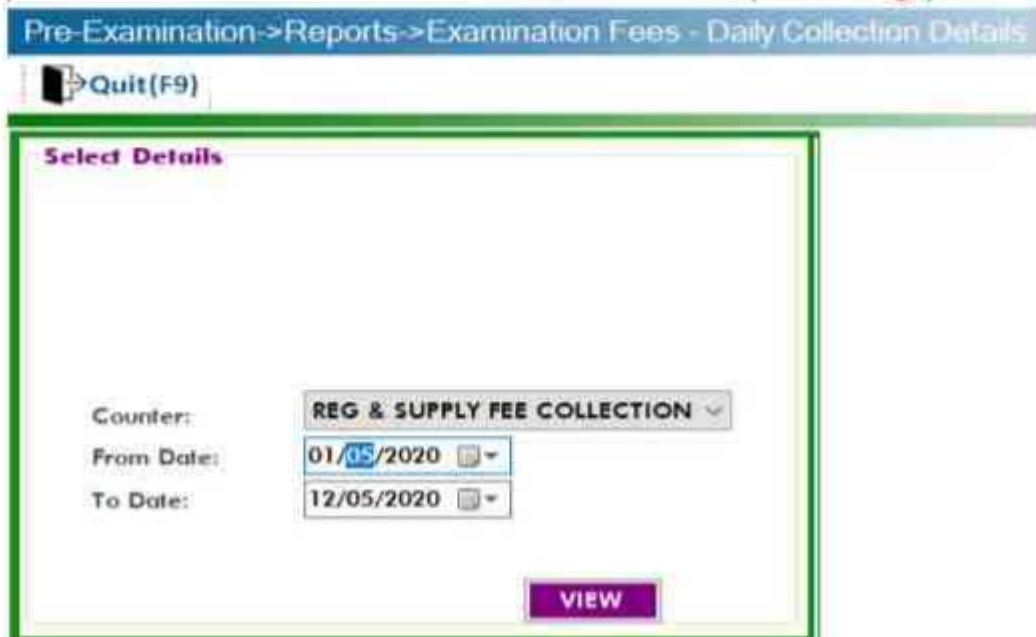 Pre-Examination->Reports->Examination Fees - Daily Collection Details
Quit(F9)
Select Details
Counter: REG & SUPPLY FEE COLLECTION
From Date: 01/05/2020
To Date: 12/05/2020
VIEW